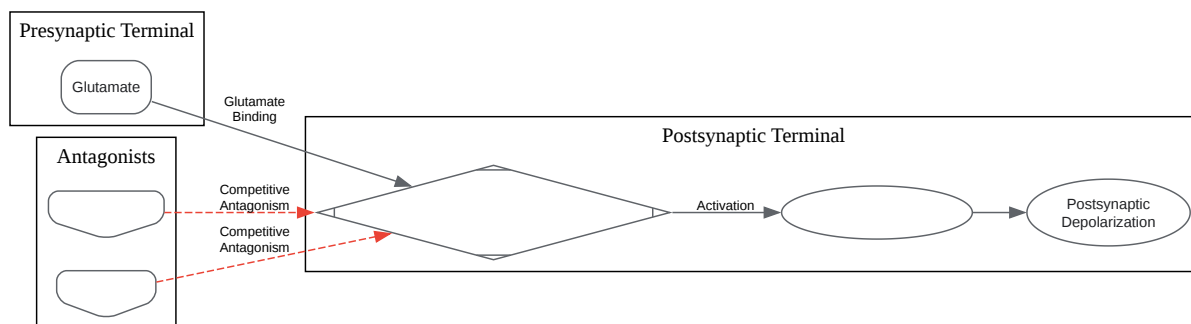 Presynaptic Terminal
Glutamate
Glutamate
Binding
Antagonists
Competitive
Antagonism
Competitive
Antagonism
Postsynaptic Terminal
Activation
Postsynaptic
Depolarization